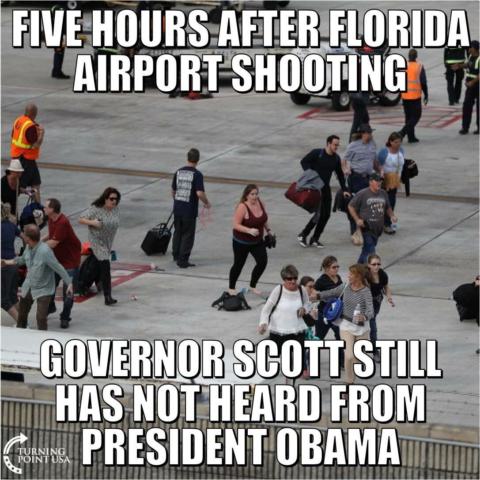 FIVE HOURS AFTER FLORIDA
AIRPORT SHOOTING
GOVERNOR SCOTT STILL
HAS NOT HEARD FROM
PRESIDENT OBAMA
TURNING
POINT USA